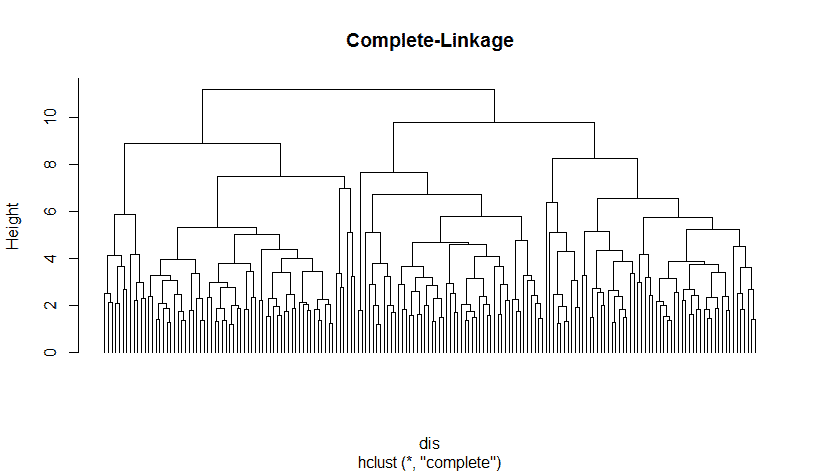 Complete-Linkage
Height
10
8
6
4
2
0
dis
hclust (*, "complete")